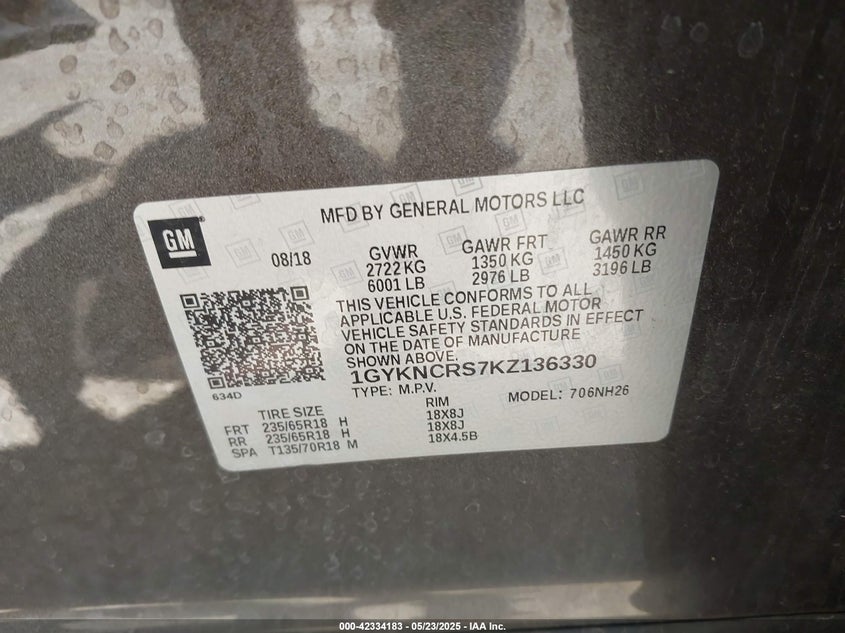 MFD BY GENERAL MOTORS LLC
GM
08/18 GVWR GAWR FRT GAWR RR
2722 KG 1350 KG 1450 KG
6001 LB 2976 LB 3196 LB
THIS VEHICLE CONFORMS TO ALL
APPLICABLE U.S. FEDERAL MOTOR
VEHICLE SAFETY STANDARDS IN EFFECT
ON THE DATE OF MANUFACTURE
SHOWN ABOVE.
1GYKNCRS7KZ136330
TYPE: M.P.V. MODEL: 706NH26
634D
TIRE SIZE RIM
FRT 235/65R18 H 18X8J
RR 235/65R18 H 18X8J
SPA T135/70R18 M 18X4.5B
000-42334183 - 05/23/2025 - IAA Inc.